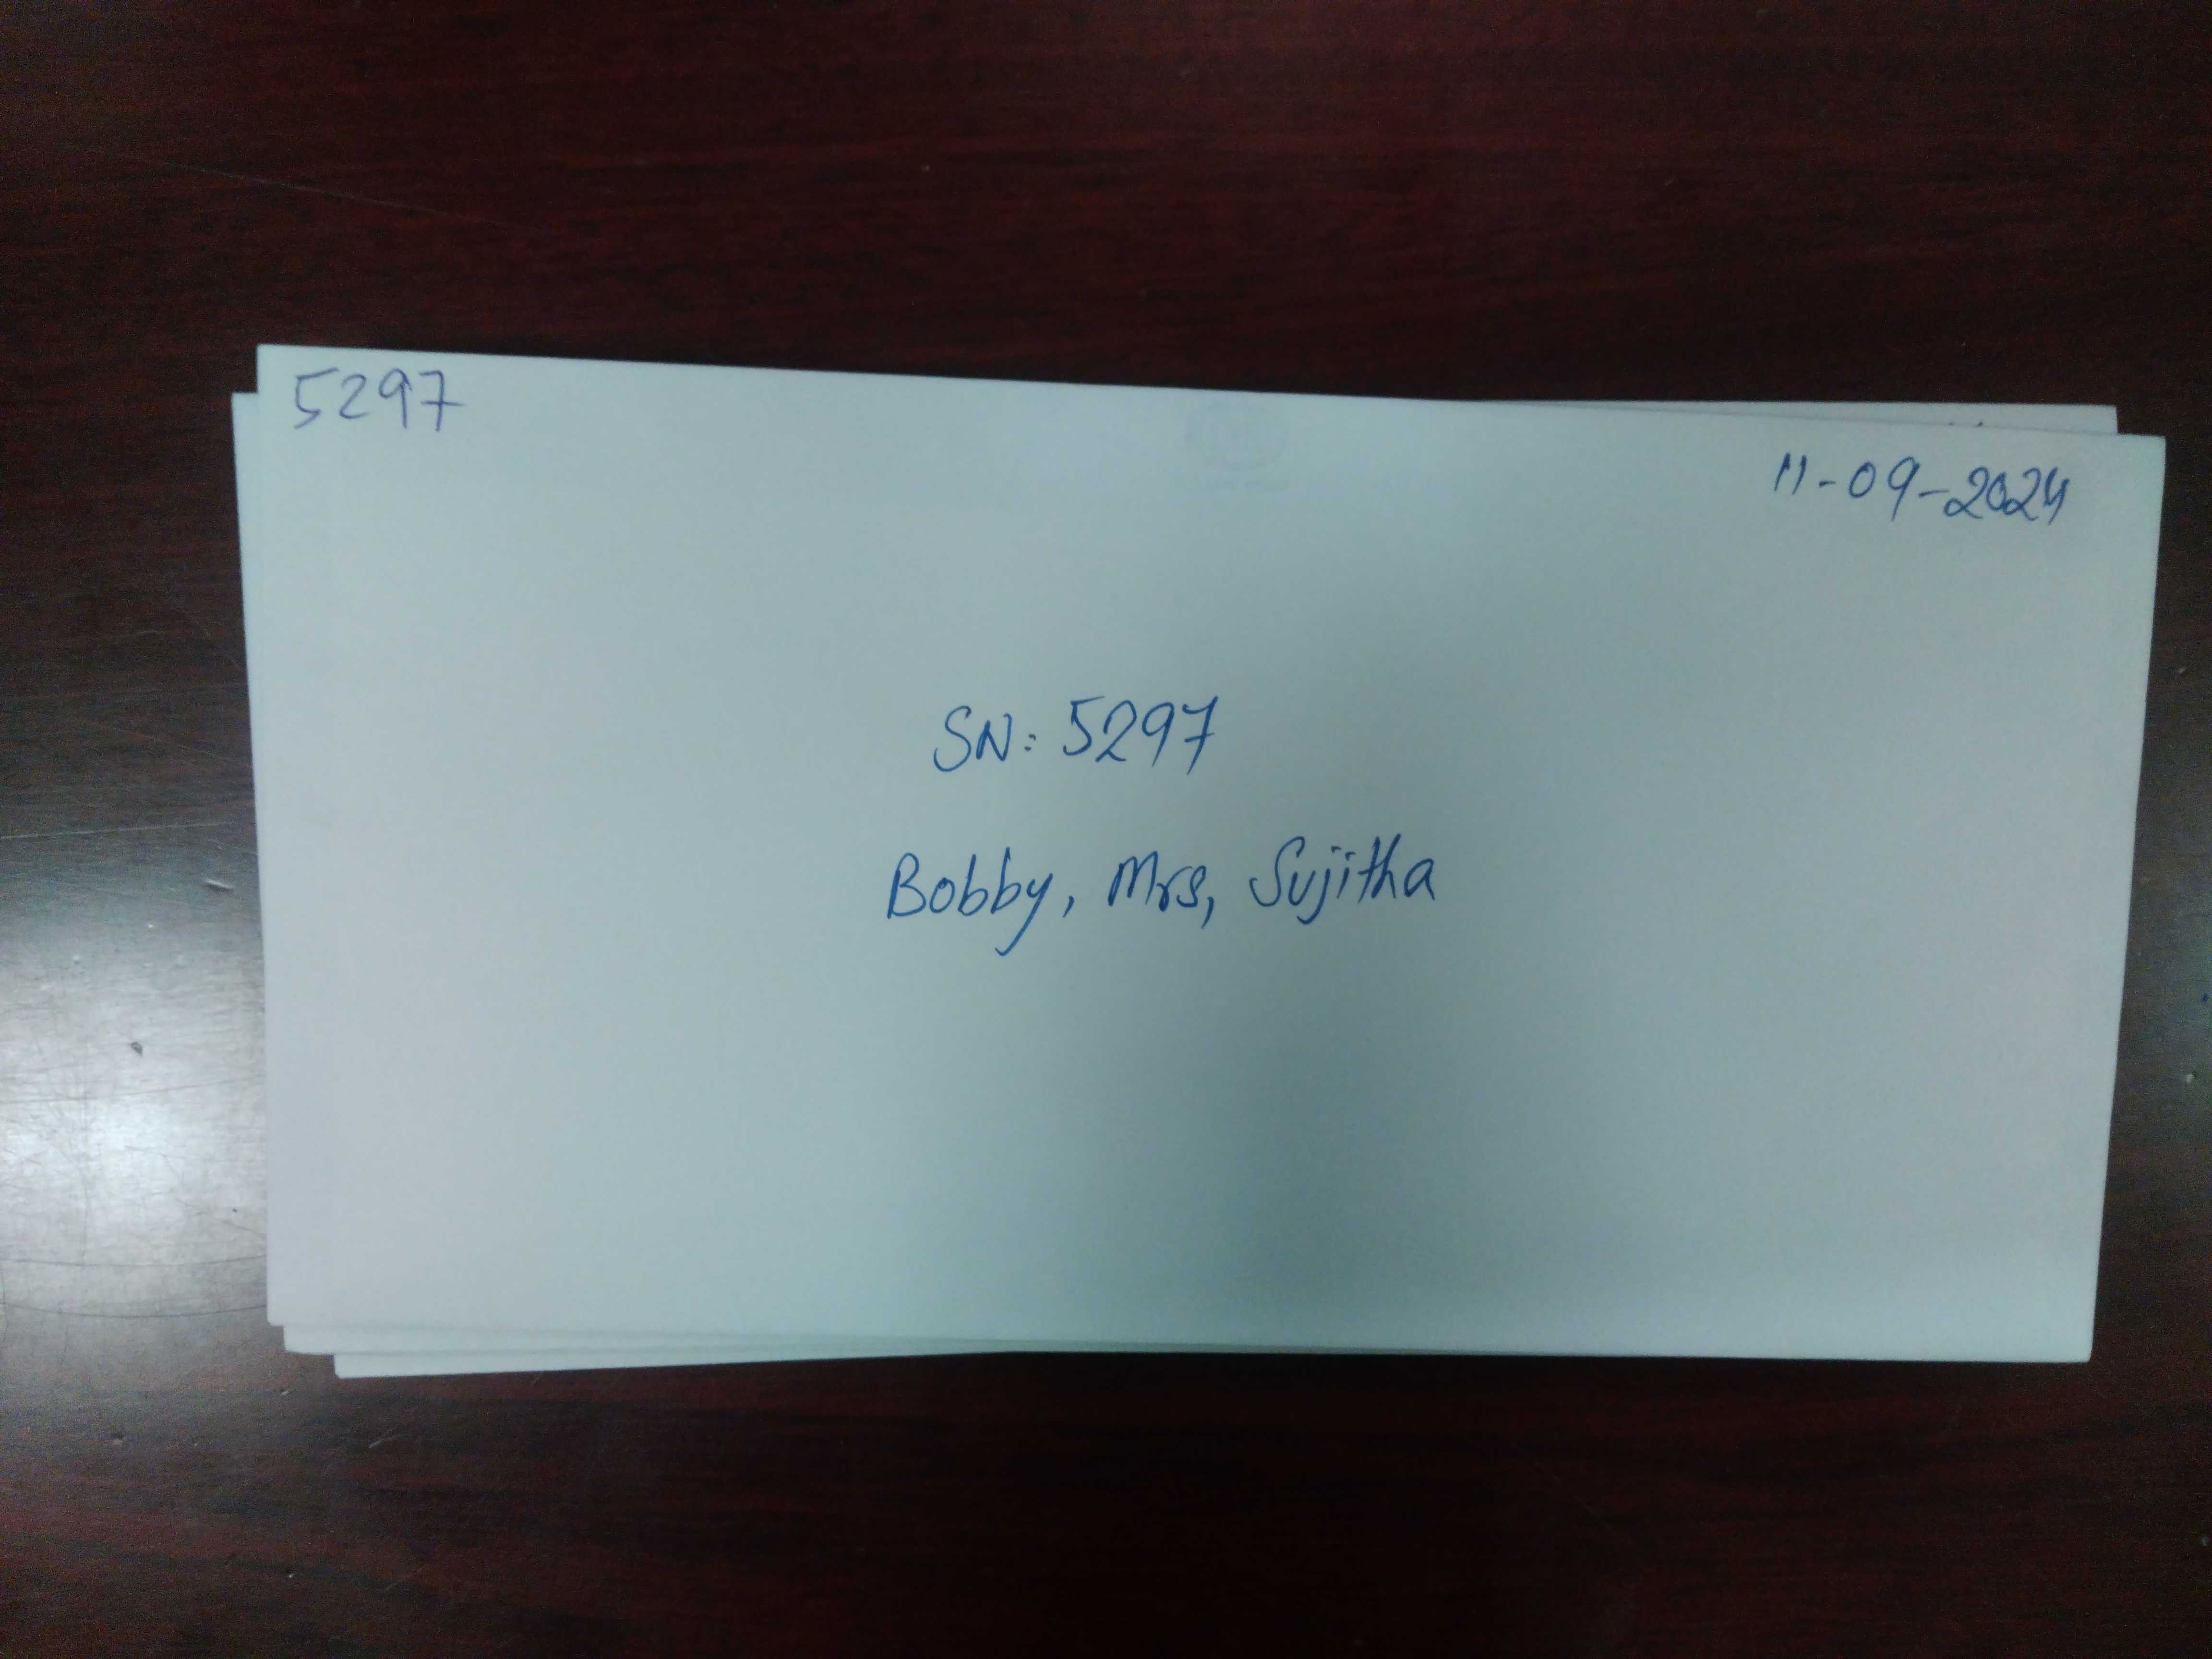 5297
11-09-2024
SN: 5297
Bobby, Mrs, Sujitha